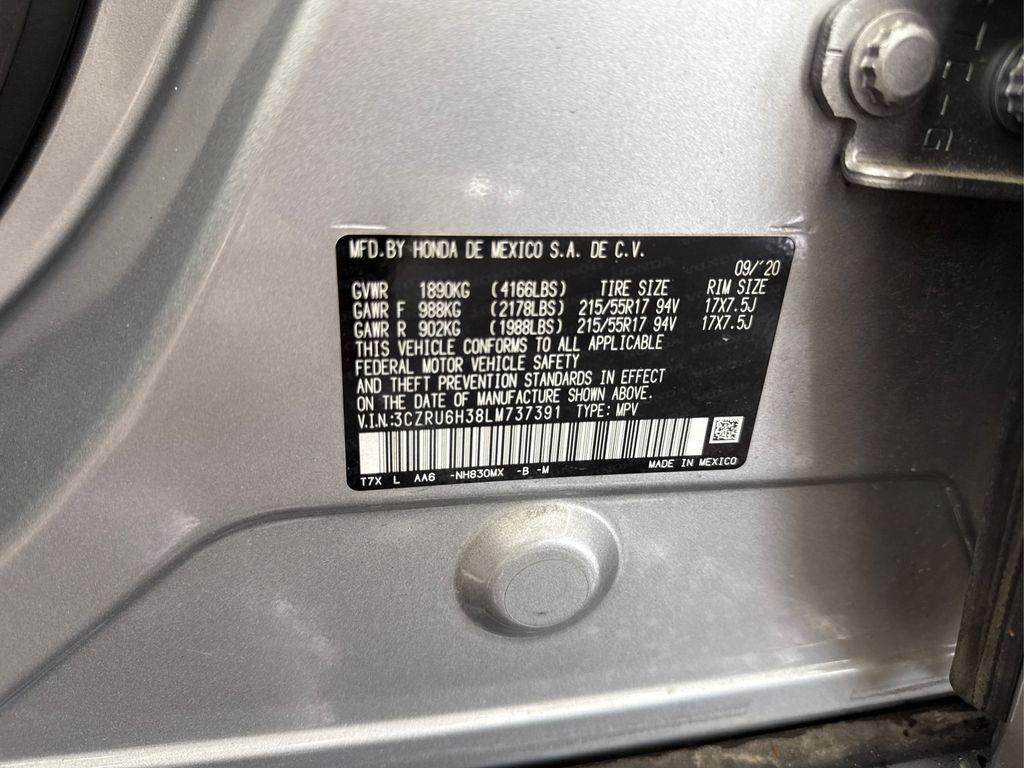 MFD.BY HONDA DE MEXICO S.A. DE C.V.
09/'20
GVWR 1890KG (4166LBS) TIRE SIZE RIM SIZE
GAWR F 988KG (2178LBS) 215/55R17 94V 17X7.5J
GAWR R 902KG (1988LBS) 215/55R17 94V 17X7.5J
THIS VEHICLE CONFORMS TO ALL APPLICABLE
FEDERAL MOTOR VEHICLE SAFETY
AND THEFT PREVENTION STANDARDS IN EFFECT
ON THE DATE OF MANUFACTURE SHOWN ABOVE.
V.I.N:3CZRU6H38LM737391 TYPE: MPV
T7X L AA6 -NH830MX -B -M MADE IN MEXICO